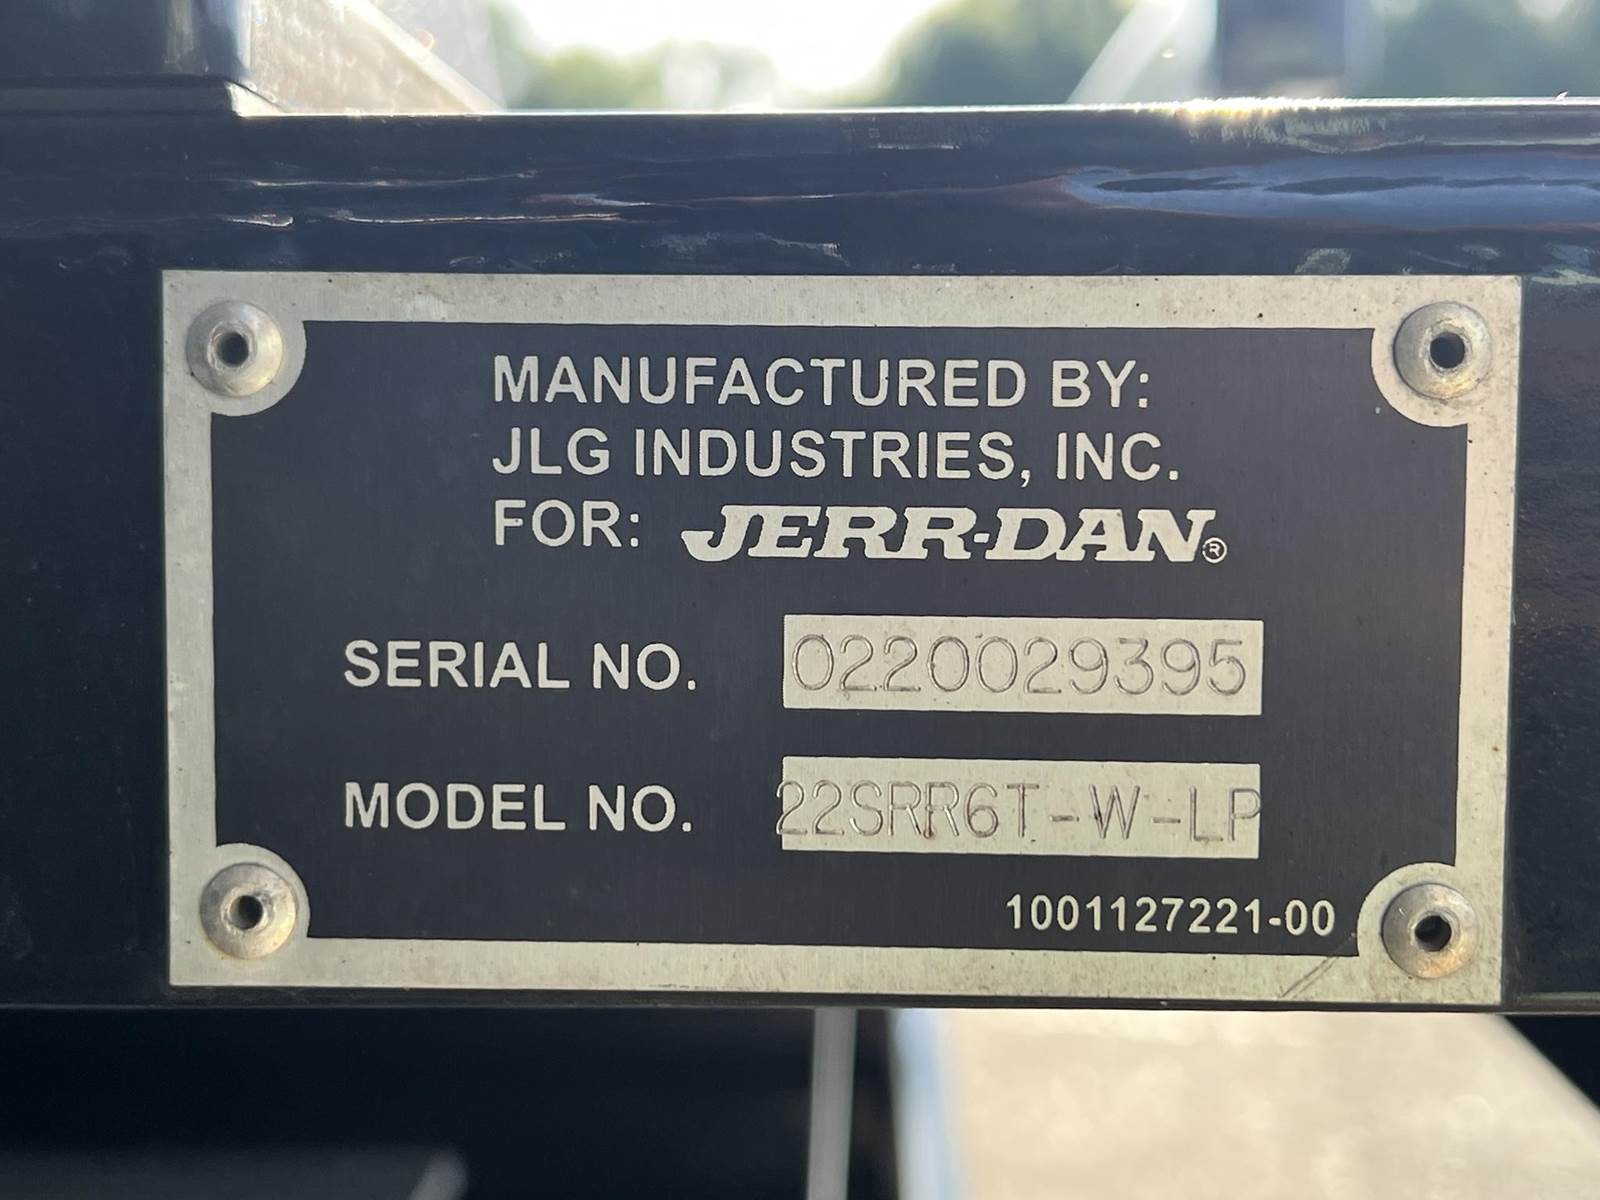 MANUFACTURED BY:
JLG INDUSTRIES, INC.
FOR: JERR-DAN®
SERIAL NO. 0220029395
MODEL NO. 22SRR6T-W-LP
1001127221-00